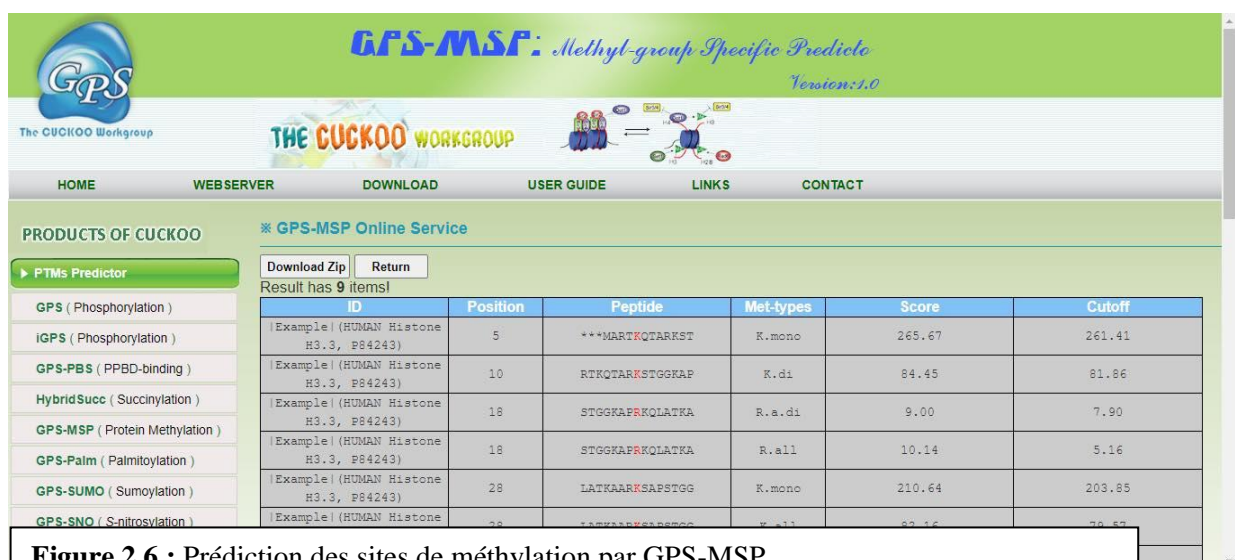 GPS
The CUCKOO Workgroup
GPS-MSP: Methyl-group Specific Predicto
Version:1.0
THE CUCKOO WORKGROUP
HOME WEBSERVER DOWNLOAD USER GUIDE LINKS CONTACT
PRODUCTS OF CUCKOO
PTMs Predictor
GPS ( Phosphorylation )
iGPS ( Phosphorylation )
GPS-PBS ( PPBD-binding )
HybridSucc ( Succinylation )
GPS-MSP ( Protein Methylation )
GPS-Palm ( Palmitoylation )
GPS-SUMO ( Sumoylation )
GPS-SNO ( S-nitrosylation )
※ GPS-MSP Online Service
Download Zip Return
Result has 9 items!
ID Position Peptide Met-types Score Cutoff
|Example|(HUMAN Histone H3.3, P84243) 5 ***MARTKQTARKST K.mono 265.67 261.41
|Example|(HUMAN Histone H3.3, P84243) 10 RTKQTARKSTGGKAP K.di 84.45 81.86
|Example|(HUMAN Histone H3.3, P84243) 18 STGGKAPRKQLATKA R.a.di 9.00 7.90
|Example|(HUMAN Histone H3.3, P84243) 18 STGGKAPRKQLATKA R.all 10.14 5.16
|Example|(HUMAN Histone H3.3, P84243) 28 LATKAARKSAPSTGG K.mono 210.64 203.85
|Example|(HUMAN Histone
Figure 2.6 : Prédiction des sites de méthylation par GPS-MSP